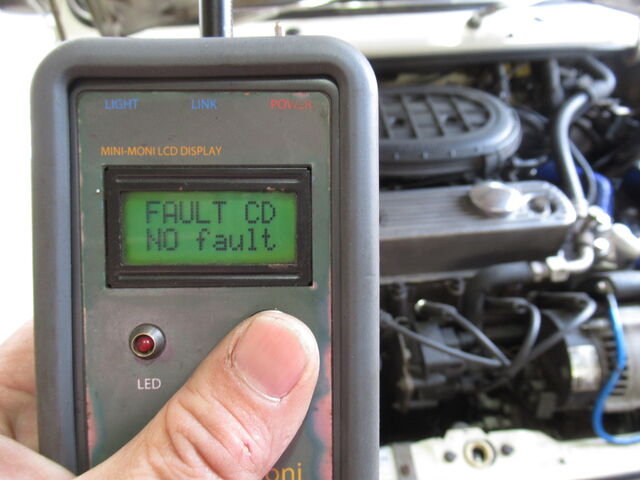 LIGHT LINK POWER
MINI-MONI LCD DISPLAY
FAULT CD
NO fault
LED